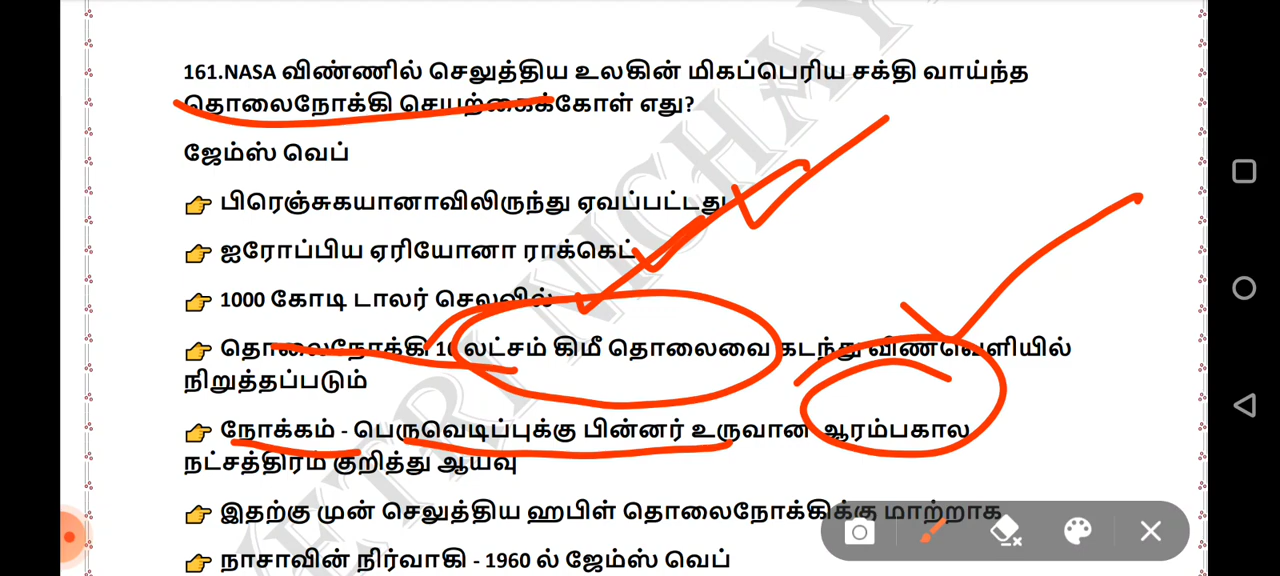 161.NASA விண்ணில் செலுத்திய உலகின் மிகப்பெரிய சக்தி வாய்ந்த
தொலைநோக்கி செயற்கைக்கோள் எது?
ஜேம்ஸ் வெப்
👉 பிரெஞ்சுகயானாவிலிருந்து ஏவப்பட்டது
👉 ஐரோப்பிய ஏரியோனா ராக்கெட்
👉 1000 கோடி டாலர் செலவில்
👉 தொலைநோக்கி லட்சம் கிமீ தொலைவை கடந்து விண்வெளியில்
நிறுத்தப்படும்
👉 நோக்கம் - பெருவெடிப்புக்கு பின்னர் உருவான ஆரம்பகால
நட்சத்திரம் குறித்து ஆய்வு
👉 இதற்கு முன் செலுத்திய ஹபிள் தொலைநோக்கிக்கு மாற்றாக
👉 நாசாவின் நிர்வாகி - 1960 ல் ஜேம்ஸ் வெப்